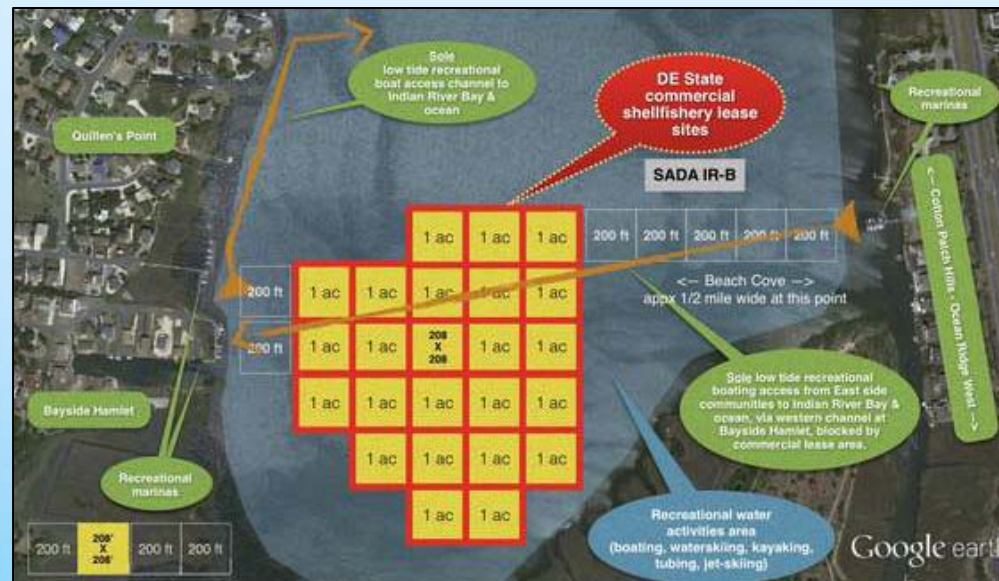 Sole
low tide recreational
boat access channel to
Indian River Bay &
ocean
DE State
commercial
shellfishery lease
sites
Recreational
marinas
Quillen's Point
SADA IR-B
<-- Cotton Patch Hills - Ocean Ridge West -->
1 ac 1 ac 1 ac 200 ft 200 ft 200 ft 200 ft 200 ft
200 ft 1 ac 1 ac 1 ac 1 ac 1 ac
<-- Beach Cove -->
appx 1/2 mile wide at this point
200 ft 1 ac 1 ac 208 X 208 1 ac 1 ac
1 ac 1 ac 1 ac 1 ac 1 ac
Sole low tide recreational
boating access from East side
communities to Indian River Bay &
ocean, via western channel at
Bayside Hamlet, blocked by
commercial lease area.
Bayside Hamlet
1 ac 1 ac 1 ac 1 ac
Recreational
marinas
1 ac 1 ac
Recreational water
activities area
(boating, waterskiing, kayaking,
tubing, jet-skiing)
200 ft 208' X 208' 200 ft 200 ft
Google earth